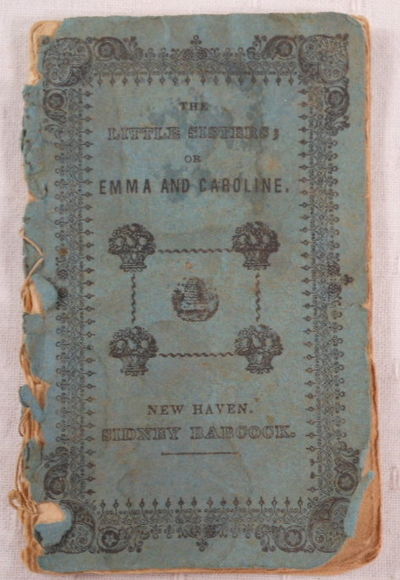 THE
LITTLE SISTERS;
OR
EMMA AND CAROLINE.
NEW HAVEN.
SIDNEY BABCOCK.